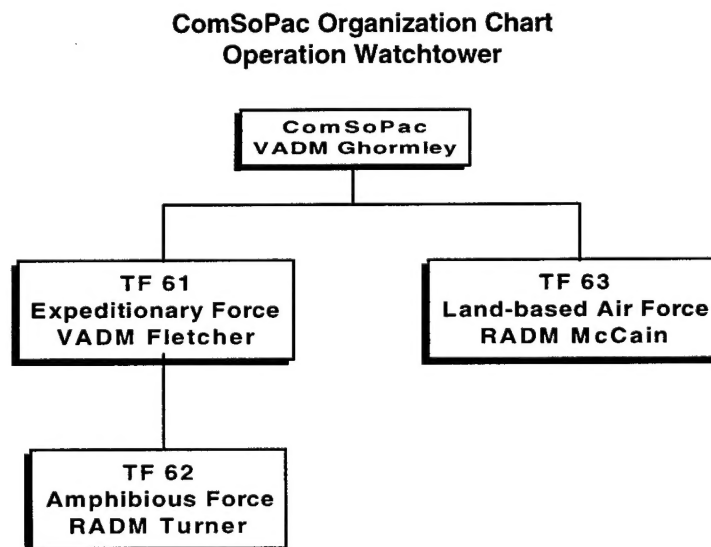 ComSoPac Organization Chart
Operation Watchtower
ComSoPac
VADM Ghormley
TF 61
Expeditionary Force
VADM Fletcher
TF 63
Land-based Air Force
RADM McCain
TF 62
Amphibious Force
RADM Turner